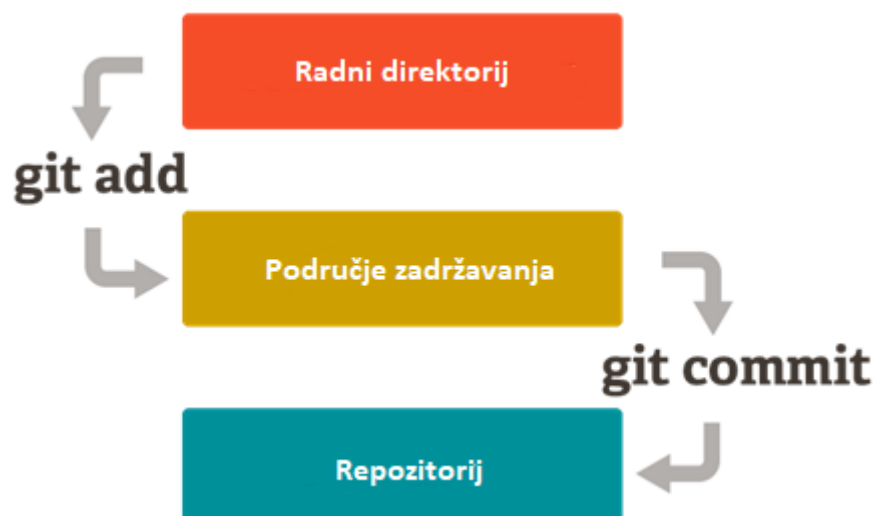 Radni direktorij
git add
Područje zadržavanja
git commit
Repozitorij